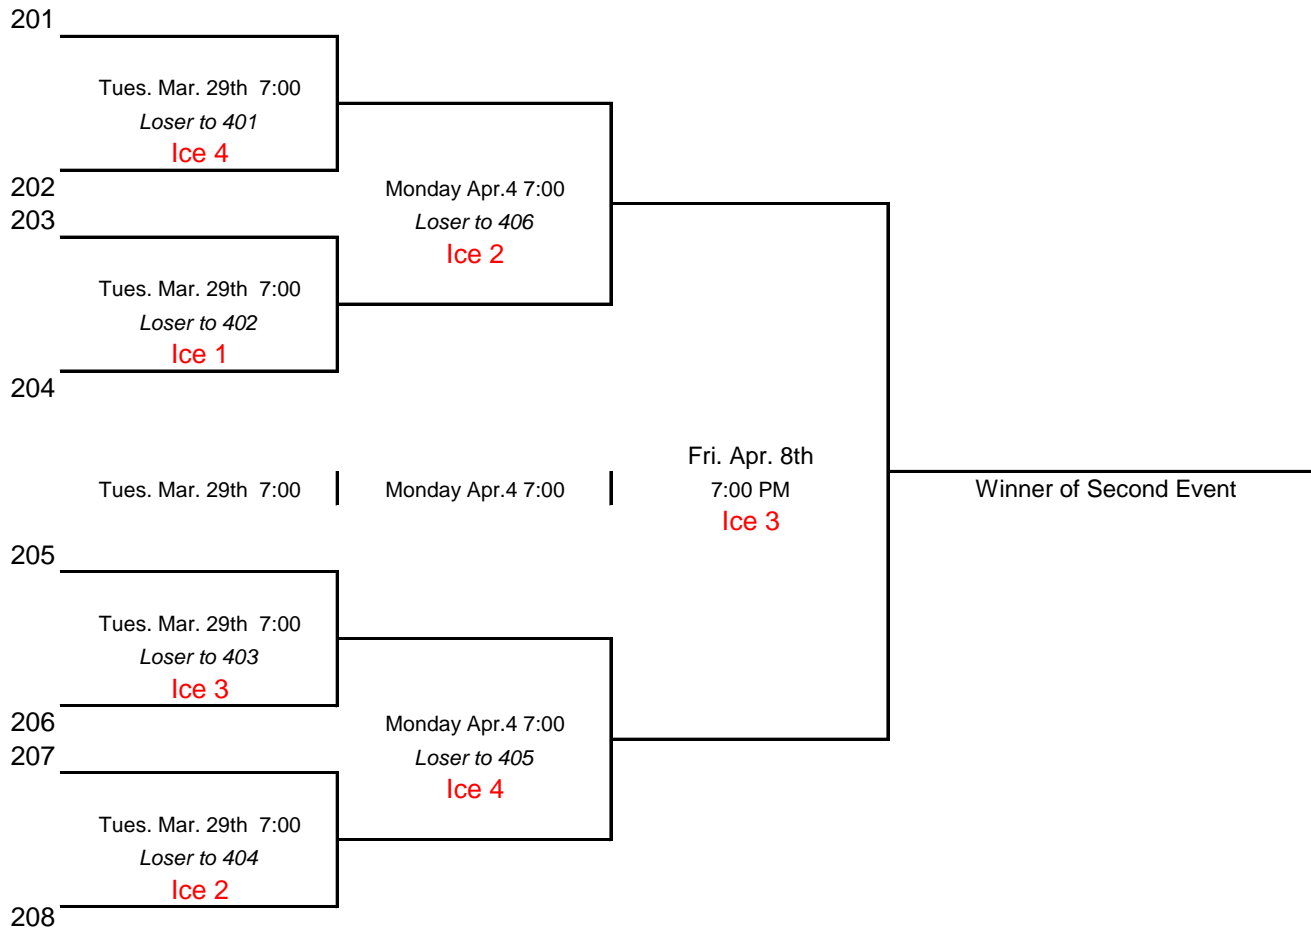 201
Tues. Mar. 29th 7:00
Loser to 401
Ice 4
202
Monday Apr.4 7:00
203
Loser to 406
Ice 2
Tues. Mar. 29th 7:00
Loser to 402
Ice 1
204
Fri. Apr. 8th
Tues. Mar. 29th 7:00
Monday Apr.4 7:00
7:00 PM
Winner of Second Event
Ice 3
205
Tues. Mar. 29th 7:00
Loser to 403
Ice 3
206
Monday Apr.4 7:00
207
Loser to 405
Ice 4
Tues. Mar. 29th 7:00
Loser to 404
Ice 2
208